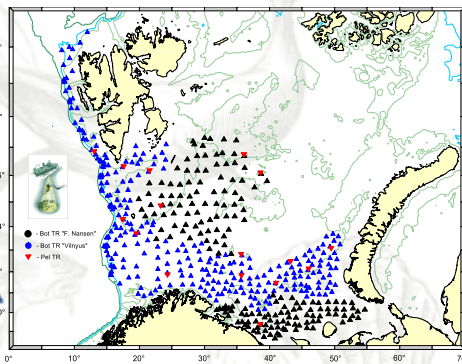 - Bot TR "F. Nansen"
- Bot TR "Vilnyus"
- Pel TR
0° 10° 20° 30° 40° 50° 60°